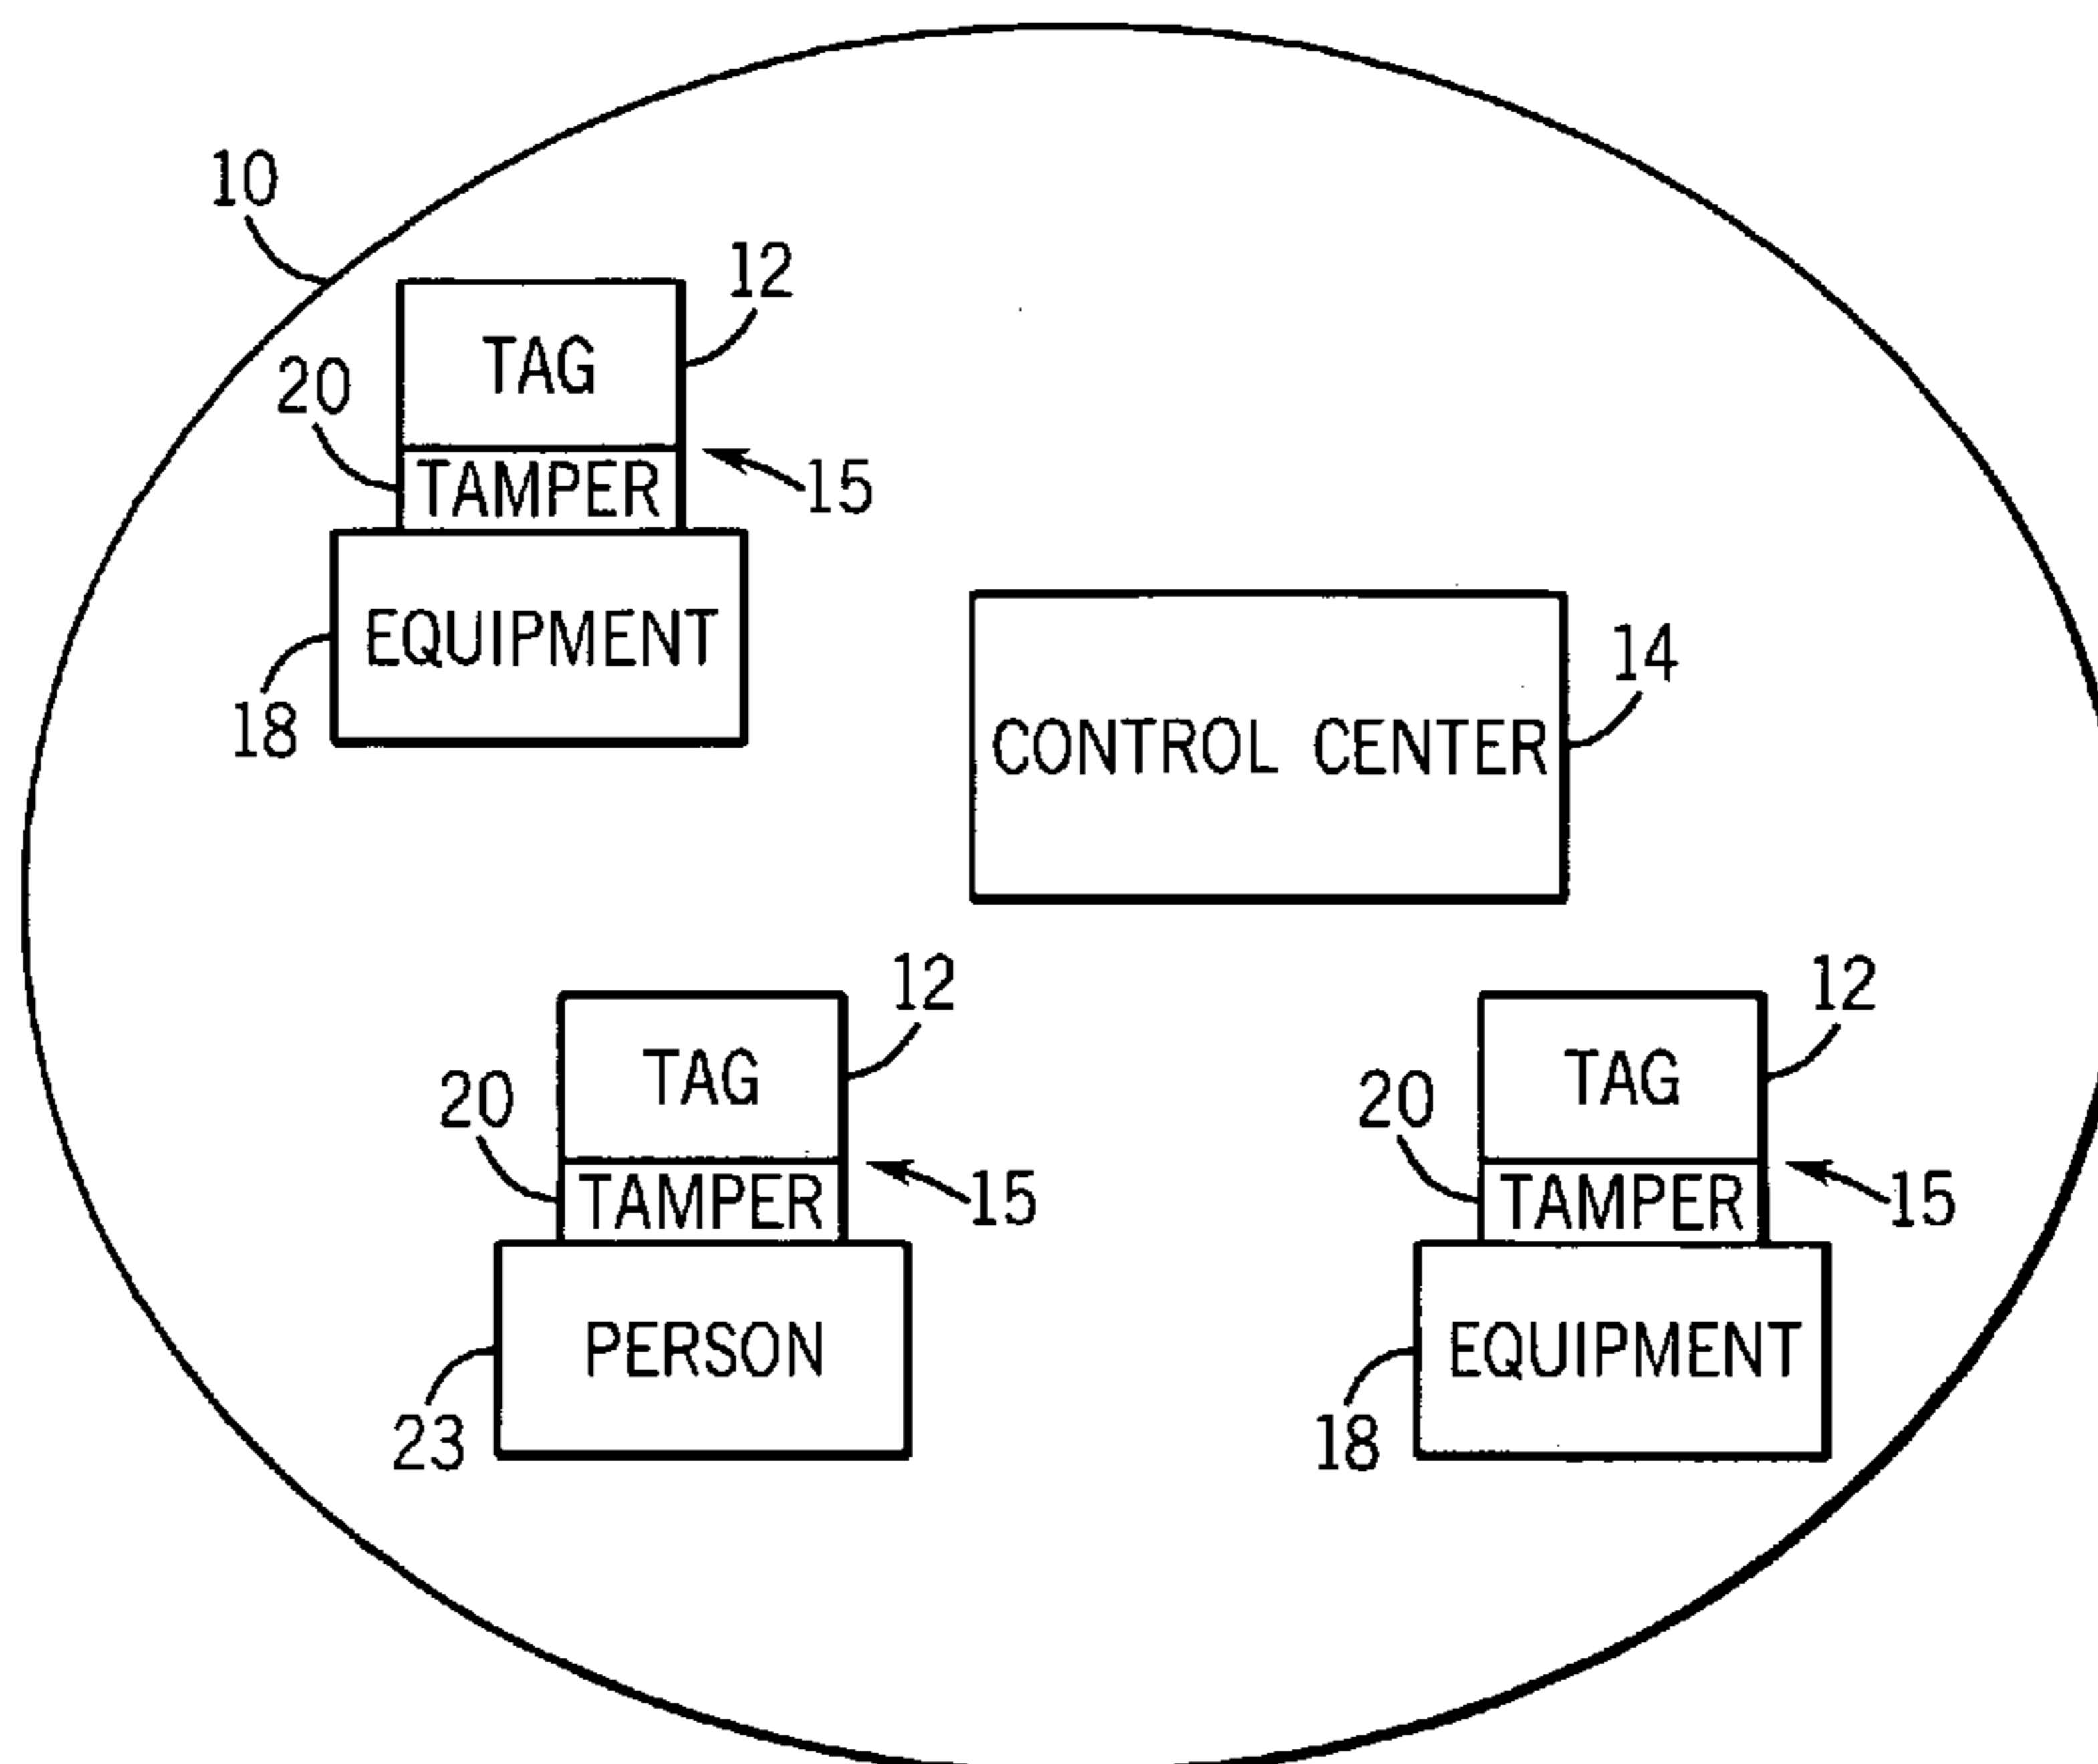 10
12
TAG
20
TAMPER
15
EQUIPMENT
18
14
CONTROL CENTER
12
TAG
20
TAMPER
15
PERSON
23
12
TAG
20
TAMPER
15
EQUIPMENT
18